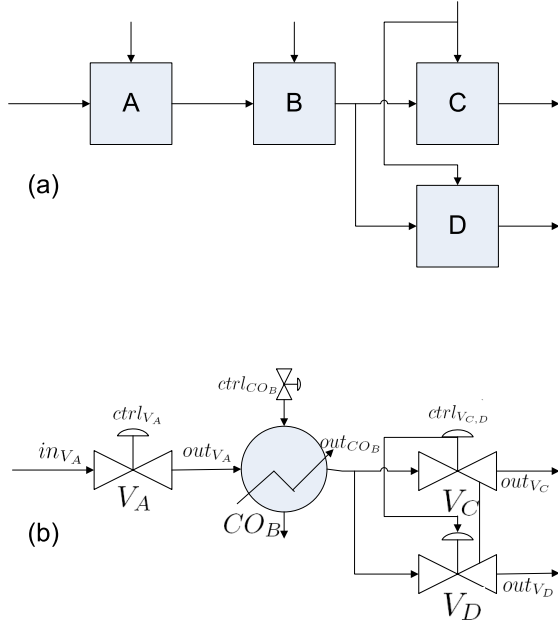 A
B
C
(a)
D
ctrl_{CO_B}
ctrl_{V_A}
ctrl_{V_{C,D}}
in_{V_A}
out_{V_A}
out_{CO_B}
out_{V_C}
V_A
CO_B
V_C
(b)
out_{V_D}
V_D